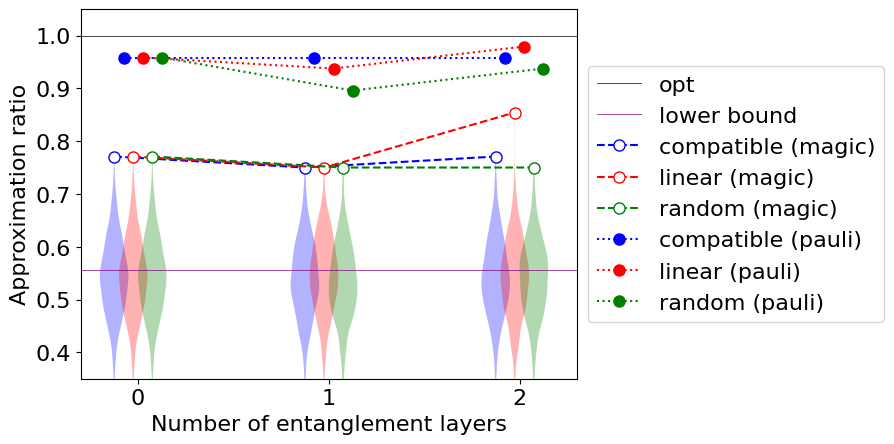 1.0
0.9
0.8
0.7
0.6
0.5
0.4
Approximation ratio
0 1 2
Number of entanglement layers
opt
lower bound
compatible (magic)
linear (magic)
random (magic)
compatible (pauli)
linear (pauli)
random (pauli)